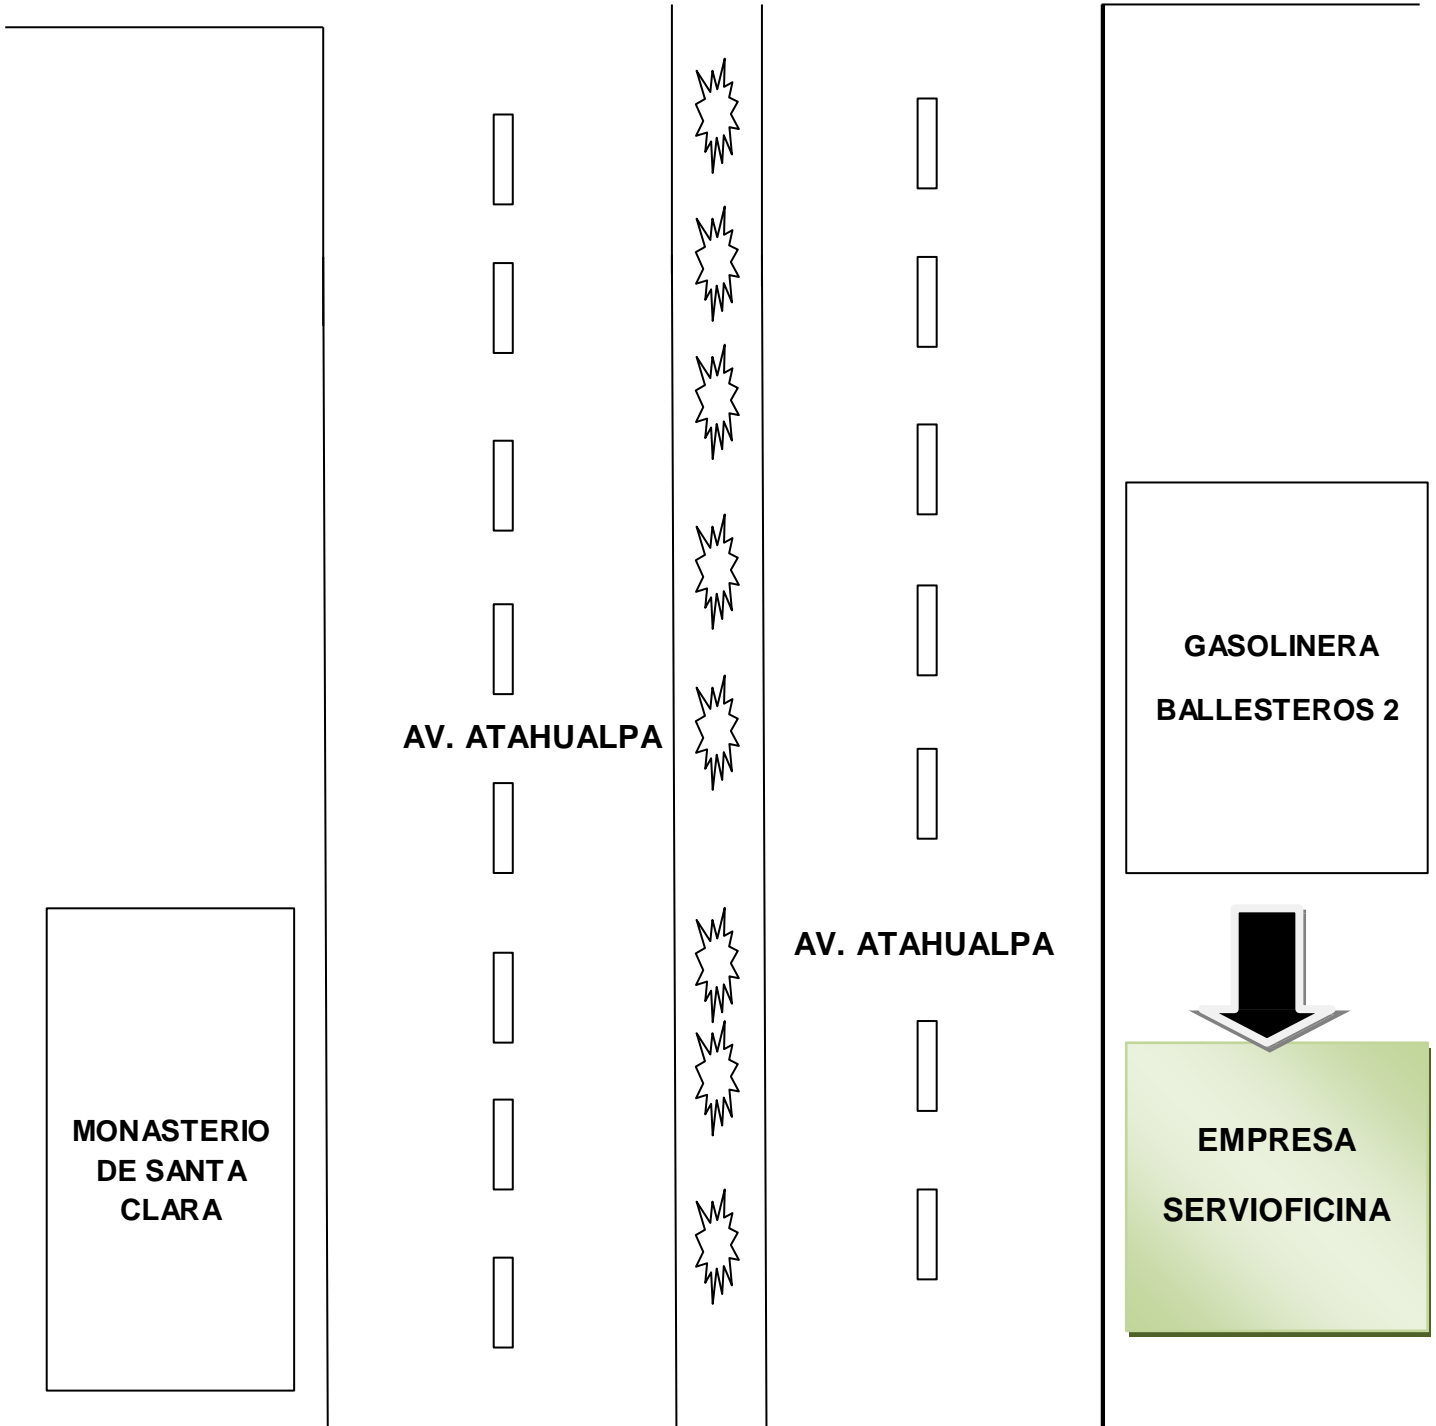 GASOLINERA
BALLESTEROS 2
AV. ATAHUALPA
AV. ATAHUALPA
MONASTERIO
DE SANTA
CLARA
EMPRESA
SERVIOFICINA